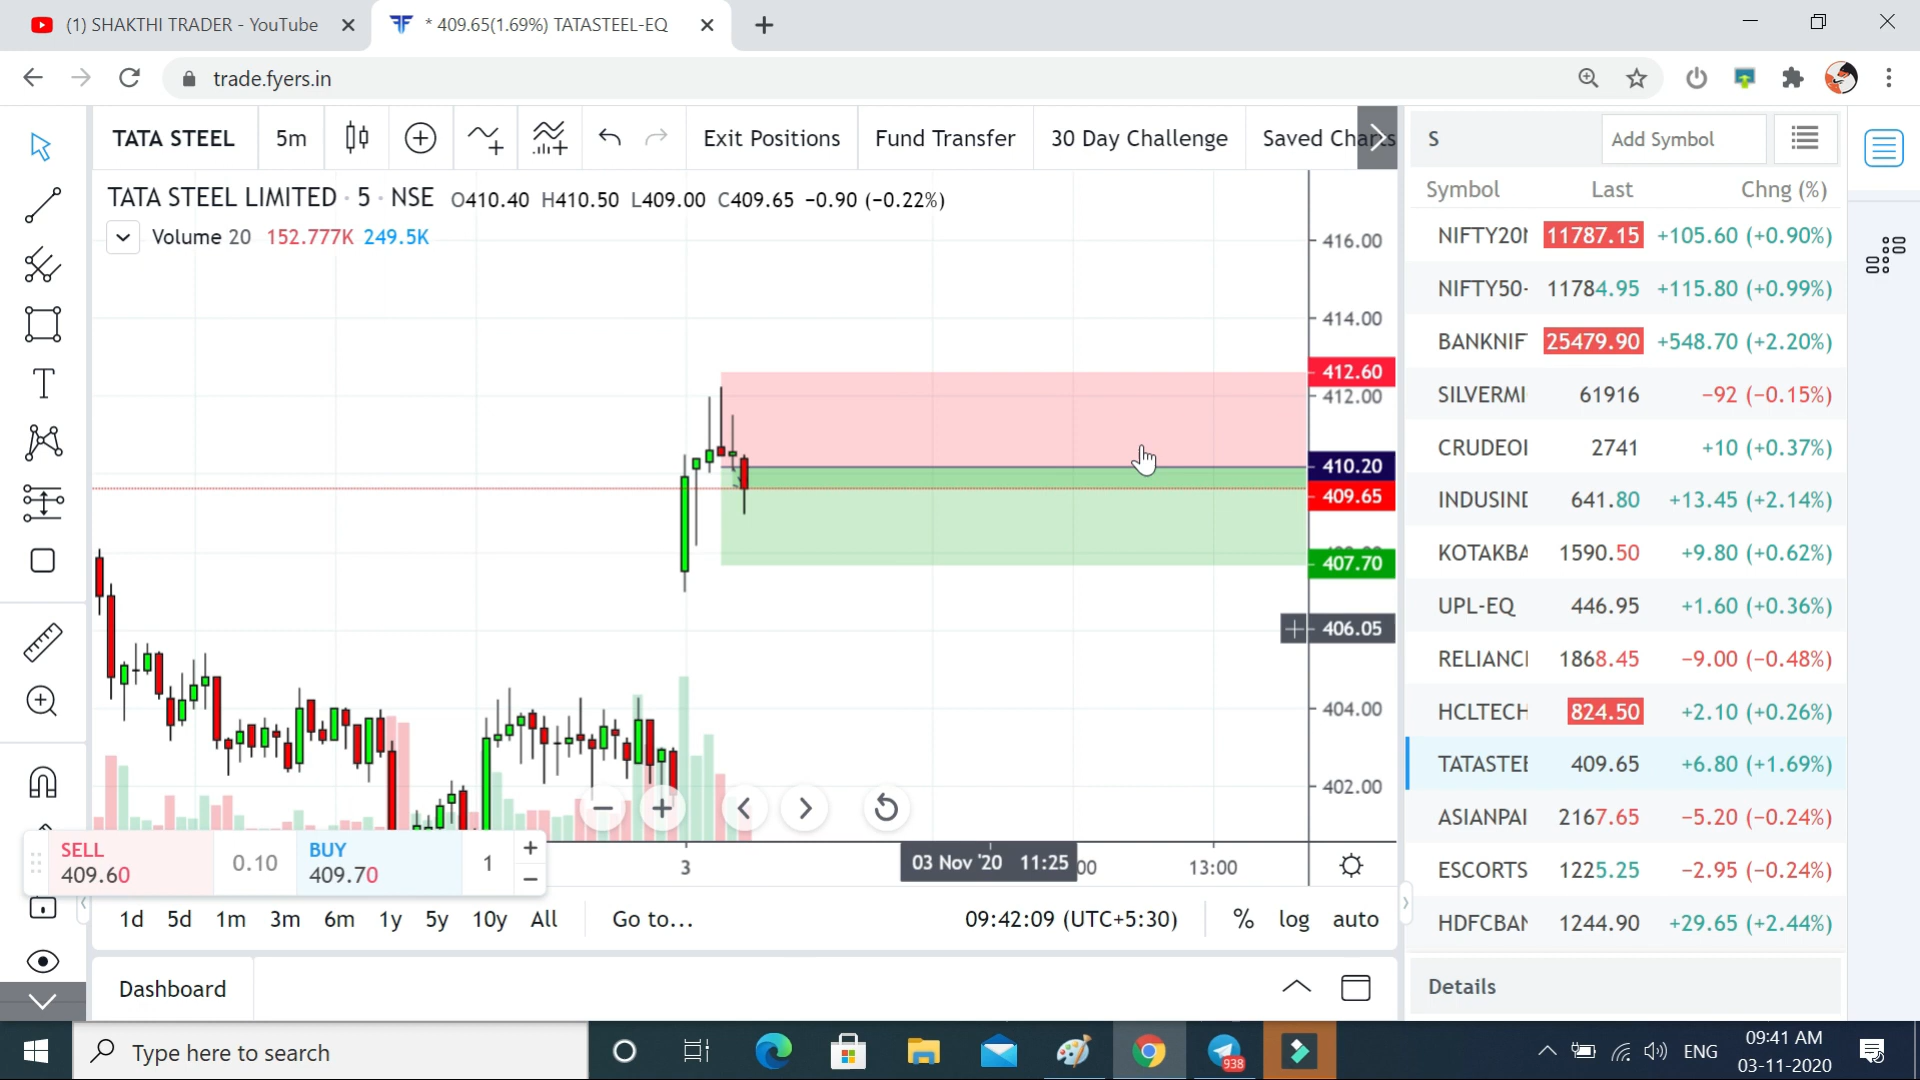 (1) SHAKTHI TRADER - YouTube
* 409.65(1.69%) TATASTEEL-EQ
trade.fyers.in
TATA STEEL
5m
Exit Positions
Fund Transfer
30 Day Challenge
Saved Charts
S
Add Symbol
TATA STEEL LIMITED · 5 · NSE O410.40 H410.50 L409.00 C409.65 −0.90 (−0.22%)
Volume 20 152.777K 249.5K
Symbol Last Chng (%)
NIFTY20 11787.15 +105.60 (+0.90%)
NIFTY50- 11784.95 +115.80 (+0.99%)
BANKNIF 25479.90 +548.70 (+2.20%)
SILVERMI 61916 −92 (−0.15%)
CRUDEOI 2741 +10 (+0.37%)
INDUSIN 641.80 +13.45 (+2.14%)
KOTAKBA 1590.50 +9.80 (+0.62%)
UPL-EQ 446.95 +1.60 (+0.36%)
RELIANC 1868.45 −9.00 (−0.48%)
HCLTECH 824.50 +2.10 (+0.26%)
TATASTEE 409.65 +6.80 (+1.69%)
ASIANPAI 2167.65 −5.20 (−0.24%)
ESCORTS 1225.25 −2.95 (−0.24%)
HDFCBAN 1244.90 +29.65 (+2.44%)
Details
416.00
414.00
412.60
412.00
410.20
409.65
407.70
406.05
404.00
402.00
SELL
409.60
0.10
BUY
409.70
1
3
03 Nov '20 11:25
:00
13:00
1d 5d 1m 3m 6m 1y 5y 10y All
Go to...
09:42:09 (UTC+5:30)
% log auto
Dashboard
Type here to search
938
ENG
09:41 AM
03-11-2020